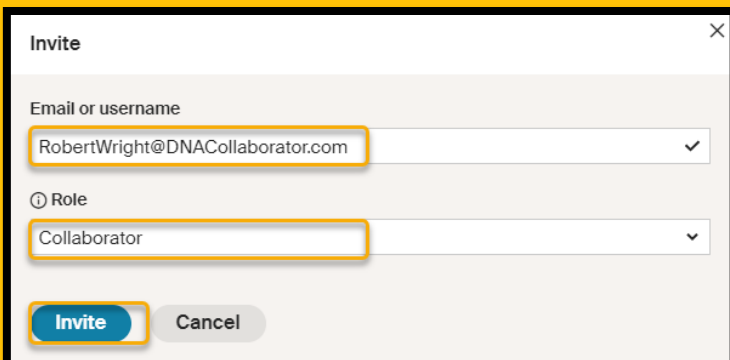 Invite
Email or username
RobertWright@DNACollaborator.com
Role
Collaborator
Invite Cancel